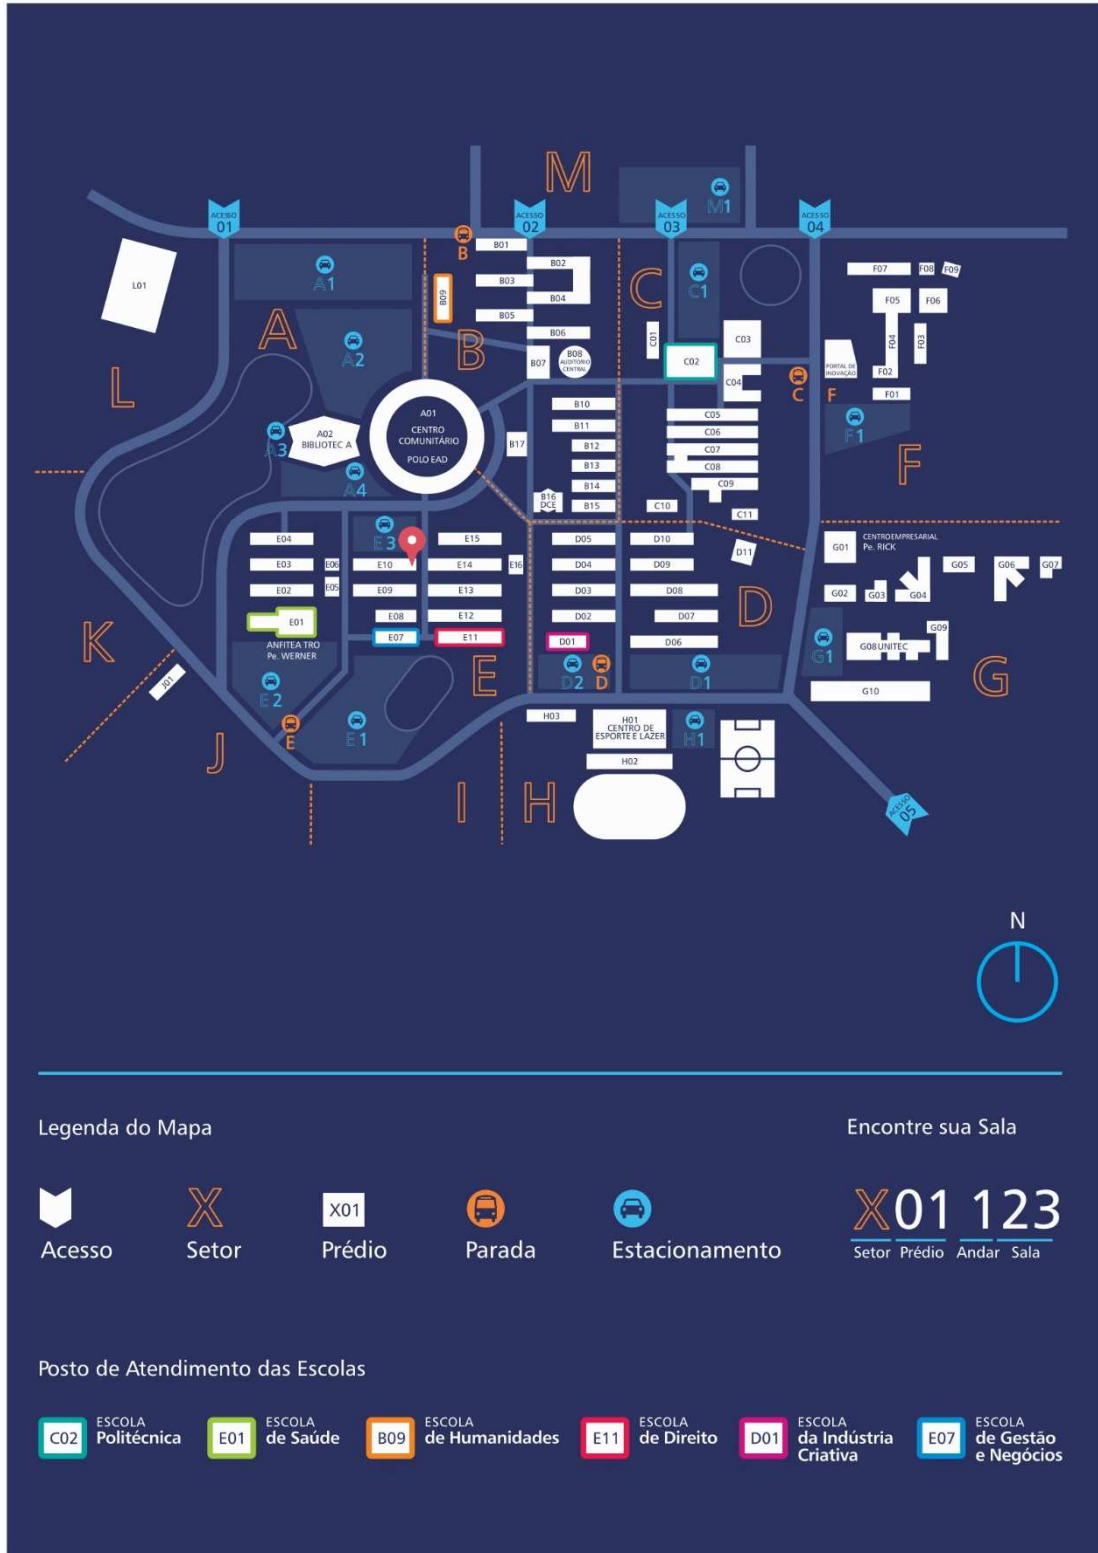 M
ACESSO
01
ACESSO
02
ACESSO
03
ACESSO
04
M1
B
B01
L01
A1
B02
B03
B09
B04
B05
C
C1
F07
F08
F09
F05
F06
A
A2
B
B06
C01
C03
F04
F03
L
B07
B08
AUDITÓRIO
CENTRAL
C02
C04
C
PORTAL DE
INOVAÇÃO
F
F02
F01
A01
CENTRO
COMUNITÁRIO
POLO EAD
A02
BIBLIOTEC A
A3
A4
B10
B11
B12
B13
B14
B15
B17
B16
DCE
C05
C06
C07
C08
C09
C10
C11
F1
F
E04
E3
E15
D05
D10
D11
G01
CENTRO EMPRESARIAL
Pe. RICK
E03
E06
E10
E14
E16
D04
D09
G05
G06
G07
E02
E05
E09
E13
D03
D08
D
G02
G03
G04
E01
E08
E12
D02
D07
K
ANFITEA TRO
Pe. WERNER
E07
E11
D01
D06
G1
G08 UNITEC
G09
J01
E2
E
D2
D
D1
G10
G
E
E1
H03
H01
CENTRO DE
ESPORTE E LAZER
H1
J
H02
I
H
ACESSO
05
N
Legenda do Mapa
Encontre sua Sala
X
X01
X01 123
Acesso
Setor
Prédio
Parada
Estacionamento
Setor Prédio Andar Sala
Posto de Atendimento das Escolas
C02
ESCOLA
Politécnica
E01
ESCOLA
de Saúde
B09
ESCOLA
de Humanidades
E11
ESCOLA
de Direito
D01
ESCOLA
da Indústria
Criativa
E07
ESCOLA
de Gestão
e Negócios